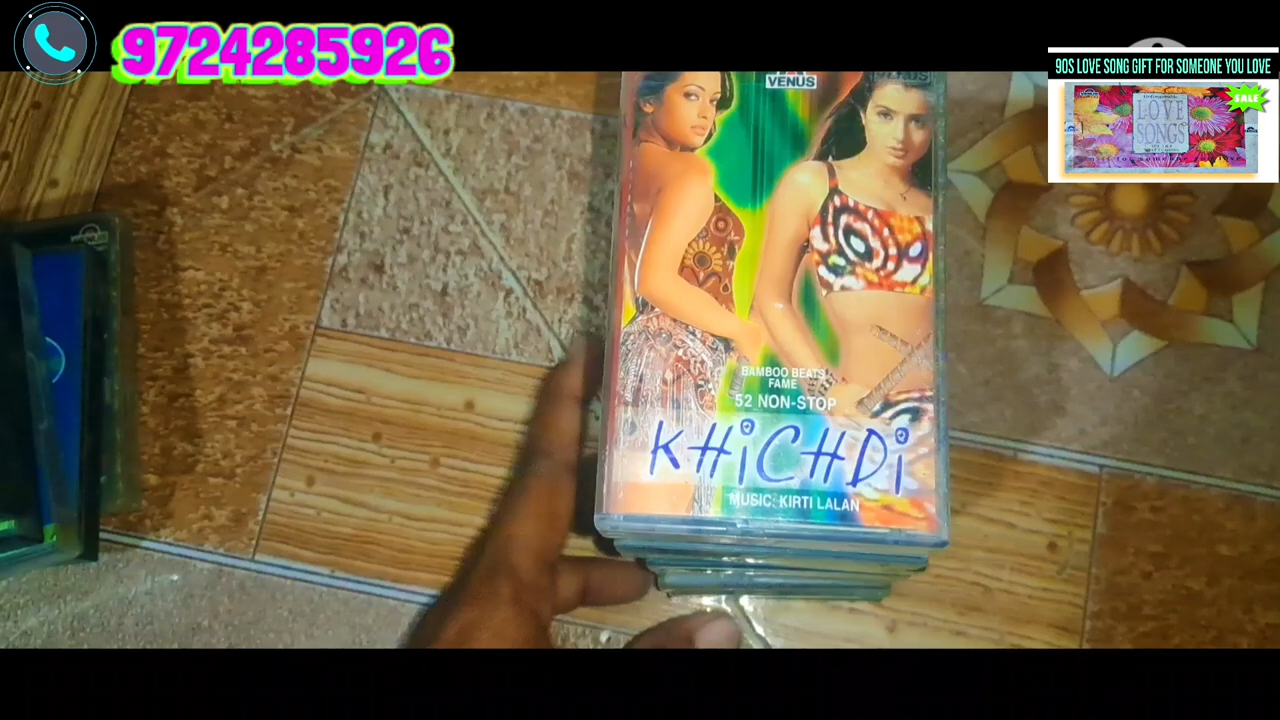 9724285926
90S LOVE SONG GIFT FOR SOMEONE YOU LOVE
SALE
LOVE
SONGS
VENUS
BAMBOO BEATS
FAME
52 NON-STOP
KHiCHDi
MUSIC: KIRTI LALAN